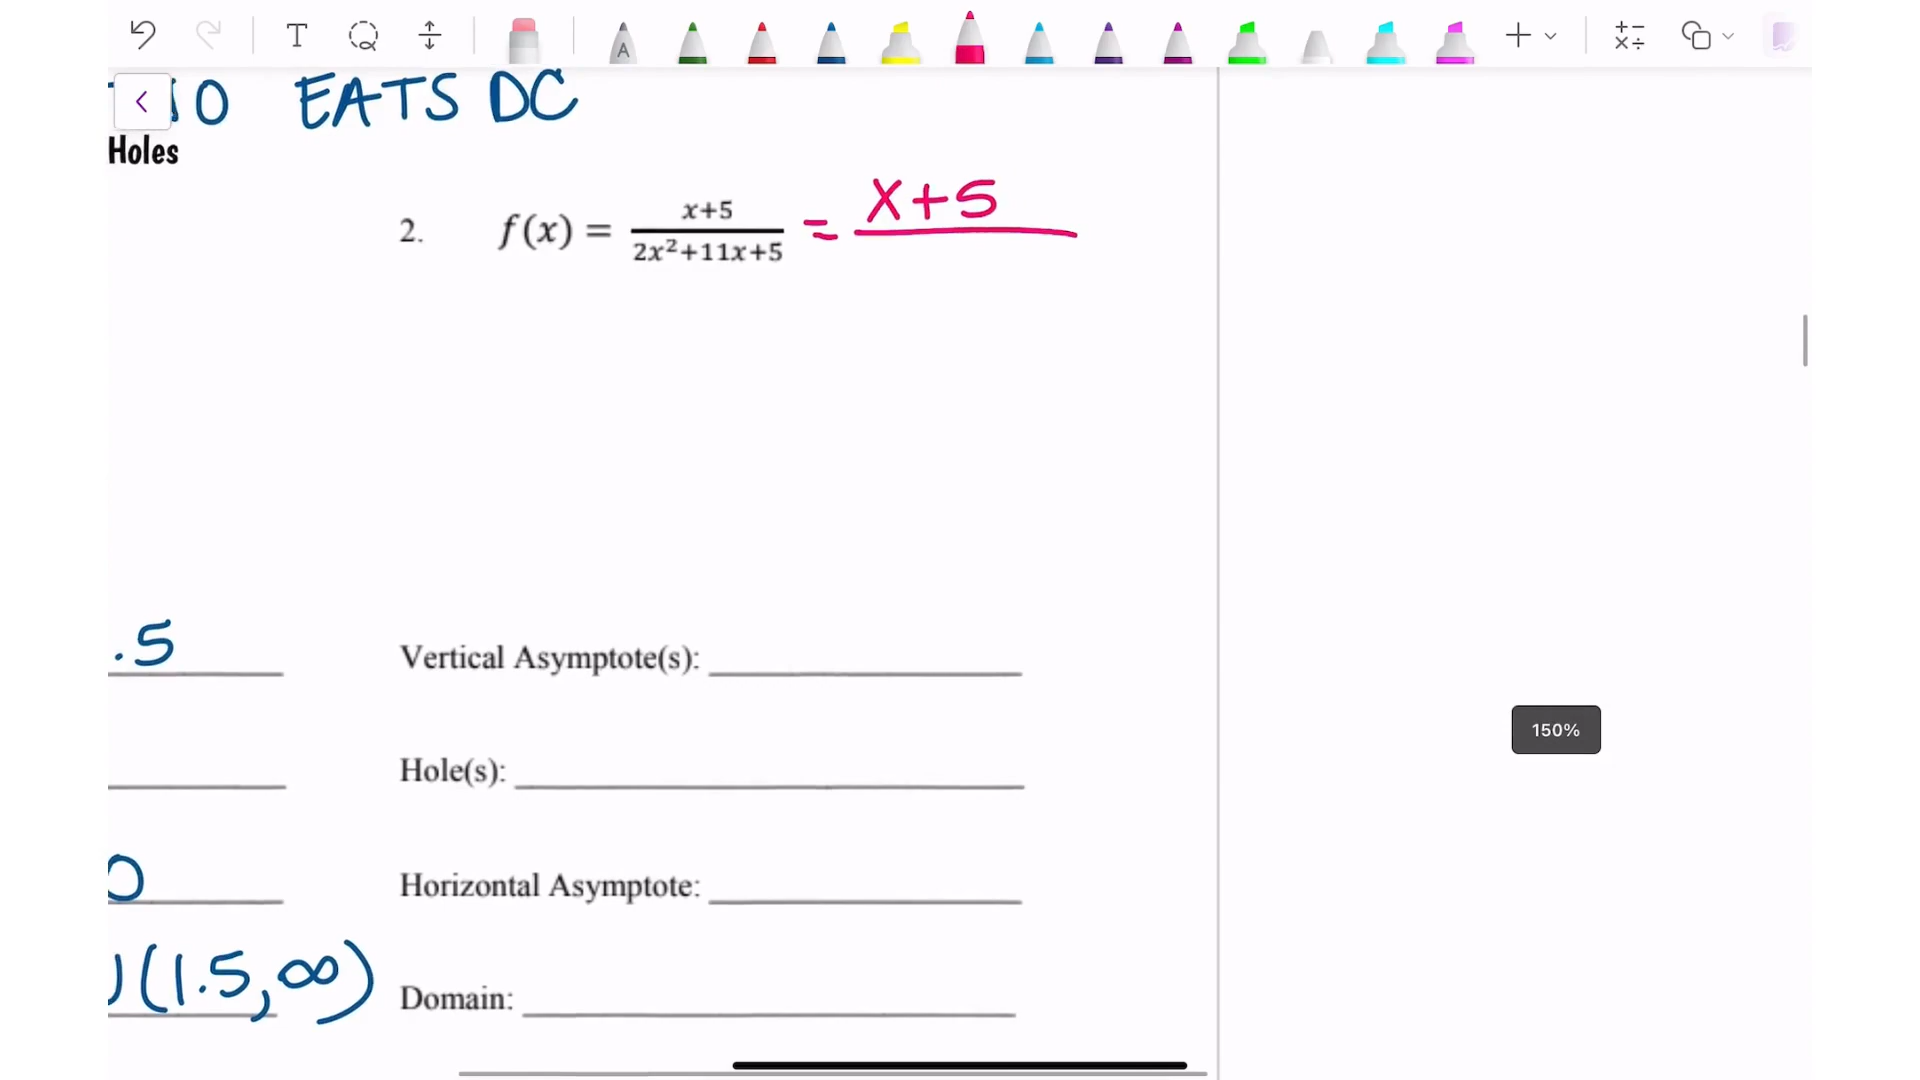 10 EATS DC
Holes
2. f(x) = x+5 / 2x²+11x+5 = x+5
.5
Vertical Asymptote(s):
Hole(s):
150%
0
Horizontal Asymptote:
(1.5,∞)
Domain: